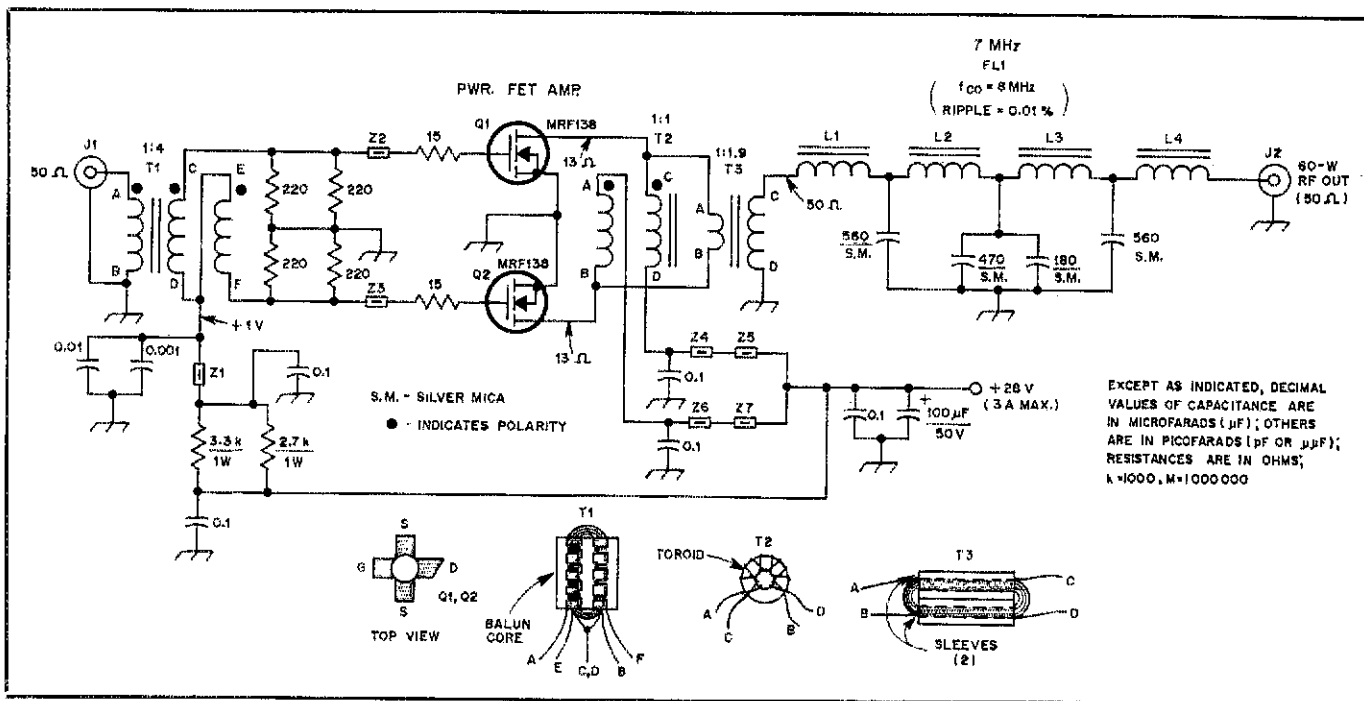 7 MHz
FL1
( fco = 8 MHz
RIPPLE = 0.01 % )
PWR. FET AMP.
J1
50 Ω
1:4
T1
A
B
C
D
E
F
220
220
220
220
Z2
15
Q1
MRF138
13 Ω
Z3
15
Q2
MRF138
13 Ω
1:1
T2
A
B
C
D
1:1.9
T3
A
B
C
D
50 Ω
L1
L2
L3
L4
560
S.M.
470
S.M.
180
S.M.
560
S.M.
J2
60-W
RF OUT
(50 Ω)
+1V
0.01
0.001
Z1
0.1
3.3 k
1W
2.7 k
1W
0.1
S.M. - SILVER MICA
● - INDICATES POLARITY
Z4
Z5
0.1
Z6
Z7
0.1
0.1
+
100 µF
50V
+28 V
(3 A MAX.)
EXCEPT AS INDICATED, DECIMAL
VALUES OF CAPACITANCE ARE
IN MICROFARADS (µF); OTHERS
ARE IN PICOFARADS (pF OR µµF);
RESISTANCES ARE IN OHMS;
k=1000, M=1000000
S
G
D
S
Q1, Q2
TOP VIEW
T1
BALUN
CORE
A
E
C,D
B
F
T2
TOROID
A
C
B
D
T3
A
B
C
D
SLEEVES
(2)